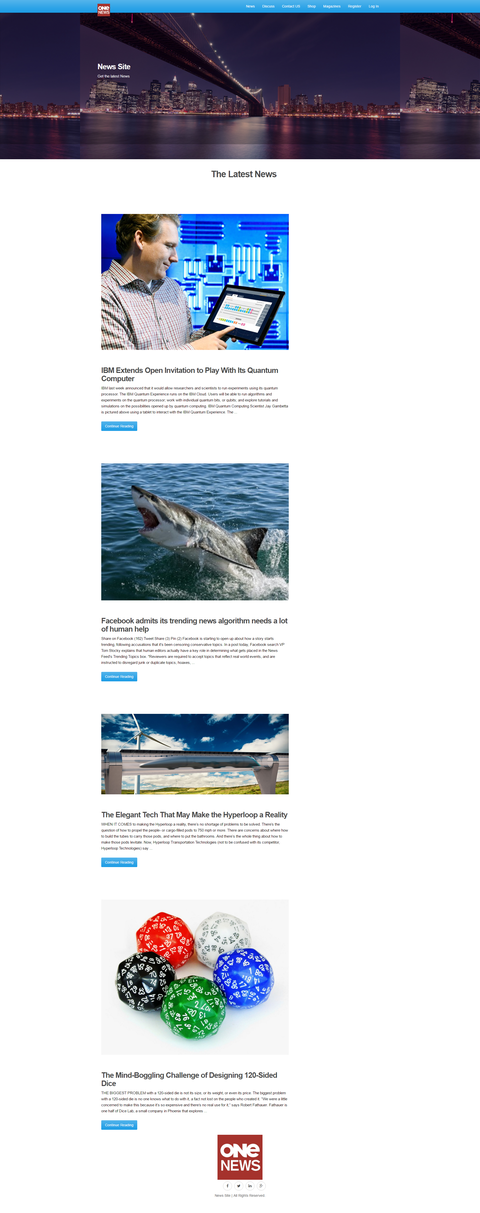 ONE
NEWS
News Discuss Contact Us Shop Magazines Register Log In
News Site
Get the latest News
The Latest News
IBM Extends Open Invitation to Play With Its Quantum
Computer
IBM last week announced that it would allow researchers and scientists to run experiments using its quantum
processor. The IBM Quantum Experience runs on the IBM Cloud. Users will be able to run algorithms and
experiments on the quantum processor, work with individual quantum bits, or qubits, and explore tutorials and
simulations on the possibilities opened up by quantum computing. IBM Quantum Computing Scientist Jay Gambetta
is pictured above using a tablet to interact with the IBM Quantum Experience. The...
Continue Reading
Facebook admits its trending news algorithm needs a lot
of human help
Share on Facebook (162) Tweet Share (3) Pin (2) Facebook is starting to open up about how a story starts
trending, following accusations that it's been censoring conservative topics. In a post today, Facebook search VP
Tom Stocky explains that human editors actually have a key role in determining what gets placed in the News
Feed's Trending Topics box. "Reviewers are required to accept topics that reflect real world events, and are
instructed to disregard junk or duplicate topics, hoaxes,...
Continue Reading
The Elegant Tech That May Make the Hyperloop a Reality
WHEN IT COMES to making the Hyperloop a reality, there's no shortage of problems to be solved. There's the
question of how to propel the people- or cargo-filled pods to 750 mph or more. There are concerns about where how
to build the tubes to carry those pods, and where to put the bathrooms. And there's the whole thing about how to
make those pods levitate. Now, Hyperloop Transportation Technologies (not to be confused with its competitor,
Hyperloop Technologies) say...
Continue Reading
The Mind-Boggling Challenge of Designing 120-Sided
Dice
THE BIGGEST PROBLEM with a 120-sided die is not its size, or its weight, or even its price. The biggest problem
with a 120-sided die is no one knows what to do with it, a fact not lost on the people who created it. "We were a little
concerned to make this because it's so expensive and there's no real use for it," says Robert Fathauer. Fathauer is
one half of Dice Lab, a small company in Phoenix that explores...
Continue Reading
ONE
NEWS
News Site | All Rights Reserved